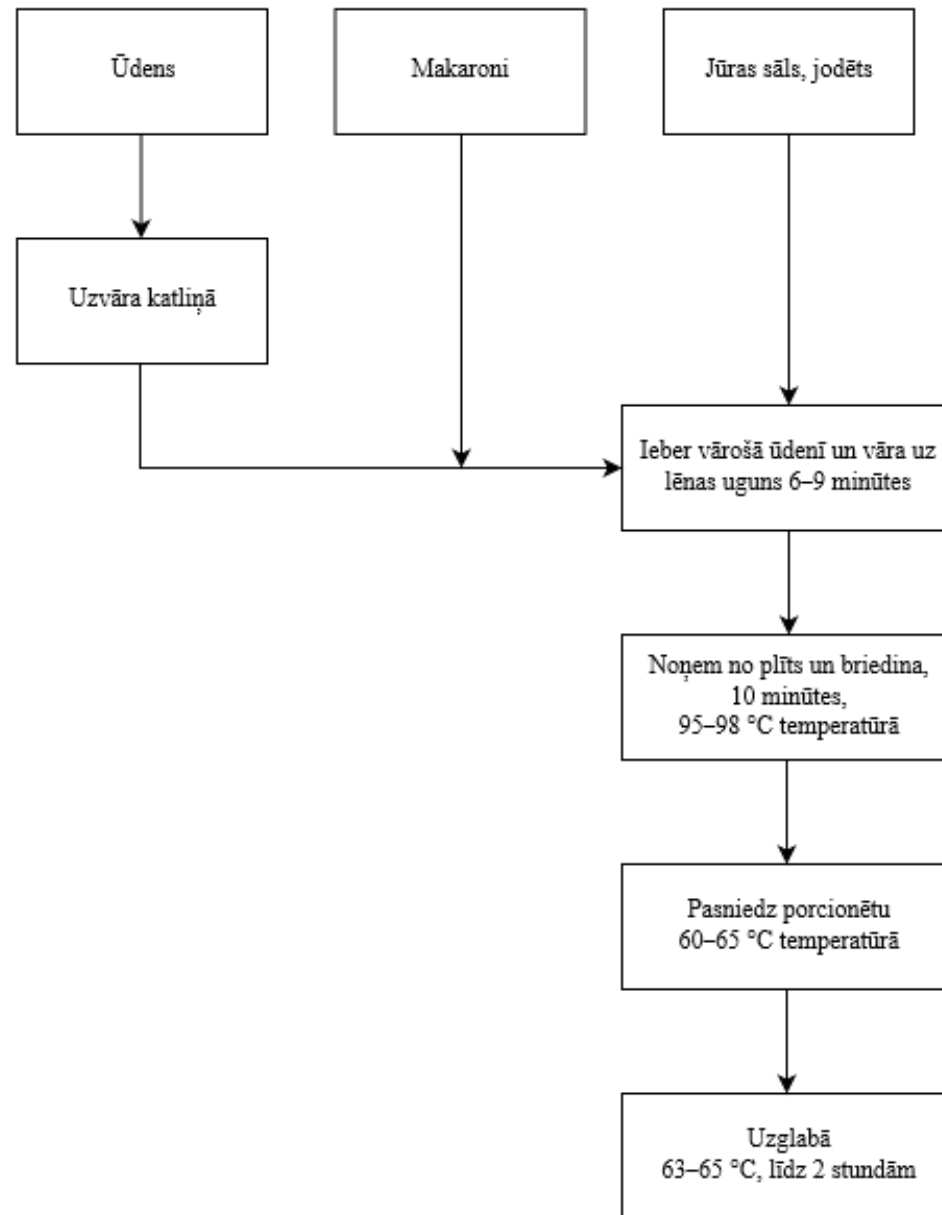 Ūdens
Makaroni
Jūras sāls, jodēts
Uzvāra katliņā
Ieber vārošā ūdenī un vāra uz
lēnas uguns 6–9 minūtes
Noņem no plīts un briedina,
10 minūtes,
95–98 °C temperatūrā
Pasniedz porcionētu
60–65 °C temperatūrā
Uzglabā
63–65 °C, līdz 2 stundām